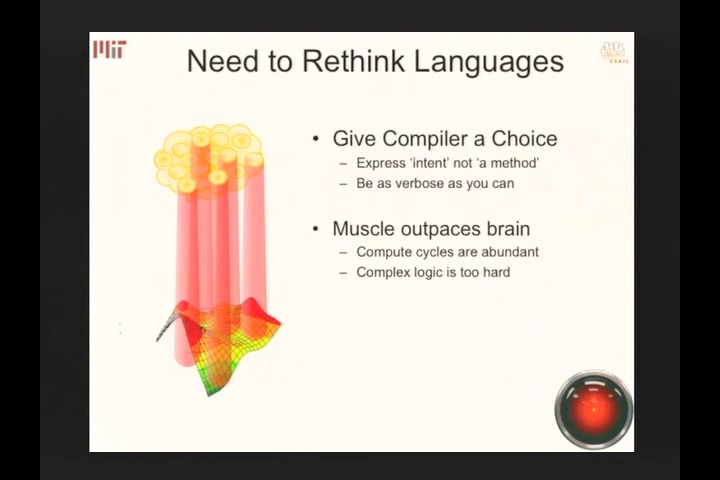 MIT
Need to Rethink Languages
CSAIL
• Give Compiler a Choice
– Express ‘intent’ not ‘a method’
– Be as verbose as you can
• Muscle outpaces brain
– Compute cycles are abundant
– Complex logic is too hard